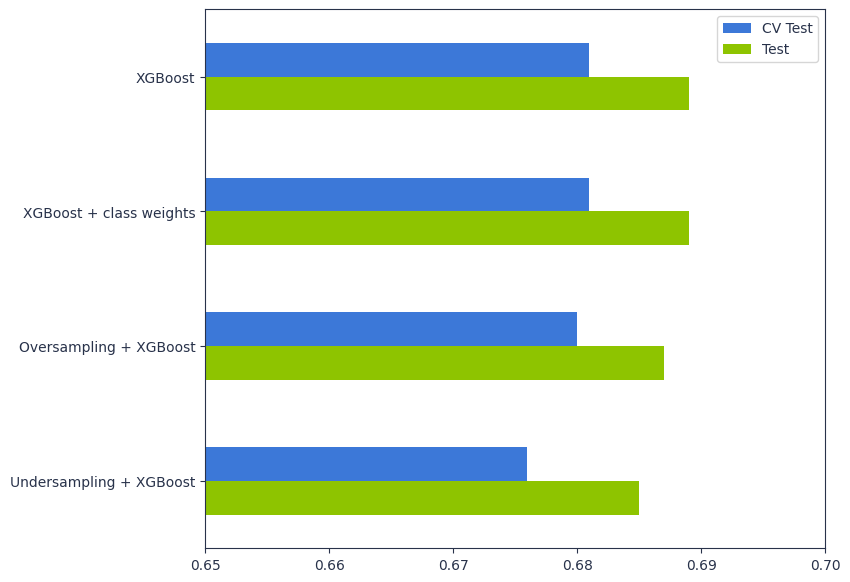 CV Test
Test
XGBoost
XGBoost + class weights
Oversampling + XGBoost
Undersampling + XGBoost
0.65 0.66 0.67 0.68 0.69 0.70